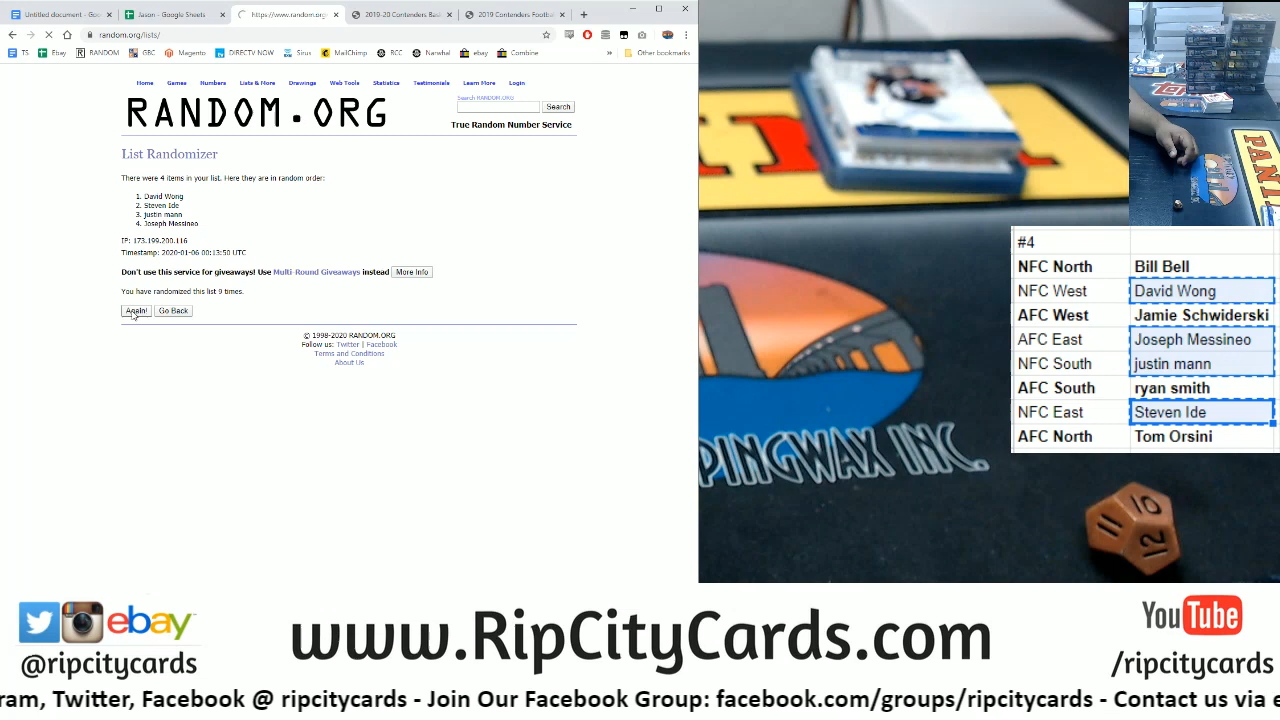 Untitled document - Goo
Jason - Google Sheets
https://www.random.org
2019-20 Contenders Bas
2019 Contenders Footba
random.org/lists/
TS
Ebay
RANDOM
GBC
Magento
DIRECTV NOW
Sirus
MailChimp
RCC
Narwhal
ebay
Combine
Other bookmarks
Home Games Numbers Lists & More Drawings Web Tools Statistics Testimonials Learn More Login
RANDOM.ORG
Search RANDOM.ORG
Search
True Random Number Service
List Randomizer
There were 4 items in your list. Here they are in random order:
1. David Wong
2. Steven Ide
3. justin mann
4. Joseph Messineo
IP: 173.199.200.116
Timestamp: 2020-01-06 00:13:50 UTC
Don't use this service for giveaways! Use Multi-Round Giveaways instead More Info
You have randomized this list 9 times.
Again! Go Back
© 1998-2020 RANDOM.ORG
Follow us: Twitter | Facebook
Terms and Conditions
About Us
PANI
#4
NFC North Bill Bell
NFC West David Wong
AFC West Jamie Schwiderski
AFC East Joseph Messineo
NFC South justin mann
AFC South ryan smith
NFC East Steven Ide
AFC North Tom Orsini
PINGWAX INC.
11 10
12
ebay
@ripcitycards
www.RipCityCards.com
YouTube
/ripcitycards
ram, Twitter, Facebook @ ripcitycards - Join Our Facebook Group: facebook.com/groups/ripcitycards - Contact us via e